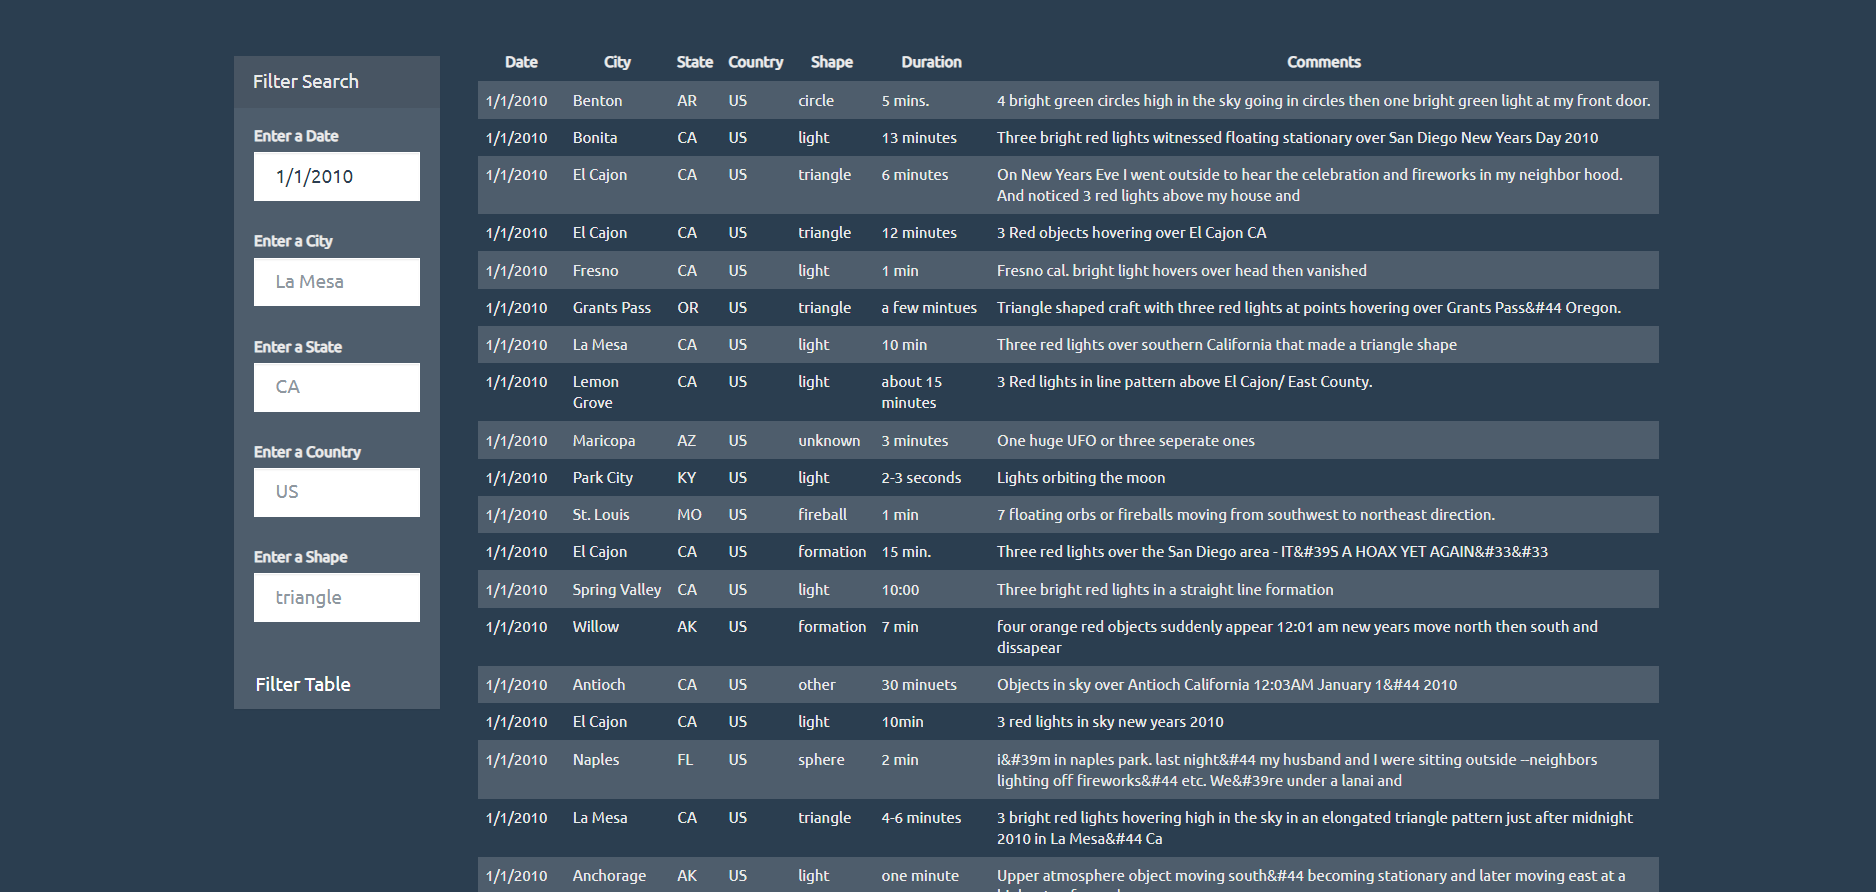 Filter Search
Enter a Date
1/1/2010
Enter a City
La Mesa
Enter a State
CA
Enter a Country
US
Enter a Shape
triangle
Filter Table
Date City State Country Shape Duration Comments
1/1/2010 Benton AR US circle 5 mins. 4 bright green circles high in the sky going in circles then one bright green light at my front door.
1/1/2010 Bonita CA US light 13 minutes Three bright red lights witnessed floating stationary over San Diego New Years Day 2010
1/1/2010 El Cajon CA US triangle 6 minutes On New Years Eve I went outside to hear the celebration and fireworks in my neighbor hood.
And noticed 3 red lights above my house and
1/1/2010 El Cajon CA US triangle 12 minutes 3 Red objects hovering over El Cajon CA
1/1/2010 Fresno CA US light 1 min Fresno cal. bright light hovers over head then vanished
1/1/2010 Grants Pass OR US triangle a few mintues Triangle shaped craft with three red lights at points hovering over Grants Pass&#44 Oregon.
1/1/2010 La Mesa CA US light 10 min Three red lights over southern California that made a triangle shape
1/1/2010 Lemon CA US light about 15 3 Red lights in line pattern above El Cajon/ East County.
Grove minutes
1/1/2010 Maricopa AZ US unknown 3 minutes One huge UFO or three seperate ones
1/1/2010 Park City KY US light 2-3 seconds Lights orbiting the moon
1/1/2010 St. Louis MO US fireball 1 min 7 floating orbs or fireballs moving from southwest to northeast direction.
1/1/2010 El Cajon CA US formation 15 min. Three red lights over the San Diego area - IT&#39S A HOAX YET AGAIN&#33&#33
1/1/2010 Spring Valley CA US light 10:00 Three bright red lights in a straight line formation
1/1/2010 Willow AK US formation 7 min four orange red objects suddenly appear 12:01 am new years move north then south and
dissapear
1/1/2010 Antioch CA US other 30 minuets Objects in sky over Antioch California 12:03AM January 1&#44 2010
1/1/2010 El Cajon CA US light 10min 3 red lights in sky new years 2010
1/1/2010 Naples FL US sphere 2 min i&#39m in naples park. last night&#44 my husband and I were sitting outside --neighbors
lighting off fireworks&#44 etc. We&#39re under a lanai and
1/1/2010 La Mesa CA US triangle 4-6 minutes 3 bright red lights hovering high in the sky in an elongated triangle pattern just after midnight
2010 in La Mesa&#44 Ca
1/1/2010 Anchorage AK US light one minute Upper atmosphere object moving south&#44 becoming stationary and later moving east at a